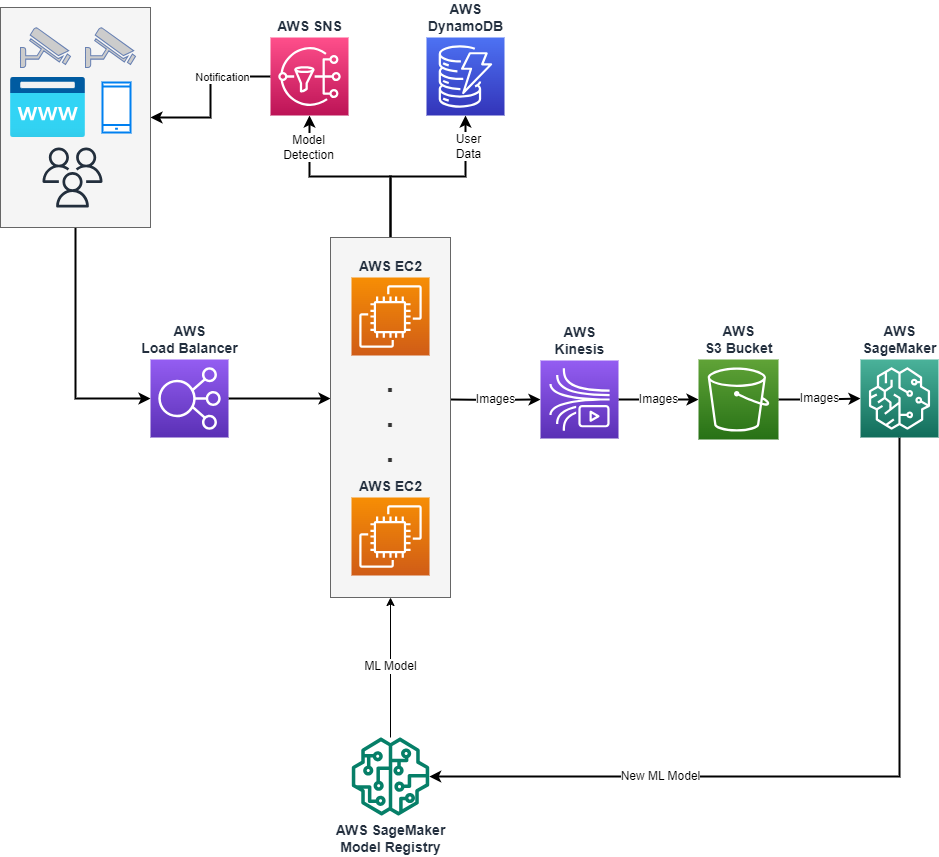 AWS SNS
AWS
DynamoDB
Notification
WWW
Model
Detection
User
Data
AWS EC2
AWS
Load Balancer
AWS
Kinesis
AWS
S3 Bucket
AWS
SageMaker
Images
Images
Images
AWS EC2
ML Model
New ML Model
AWS SageMaker
Model Registry